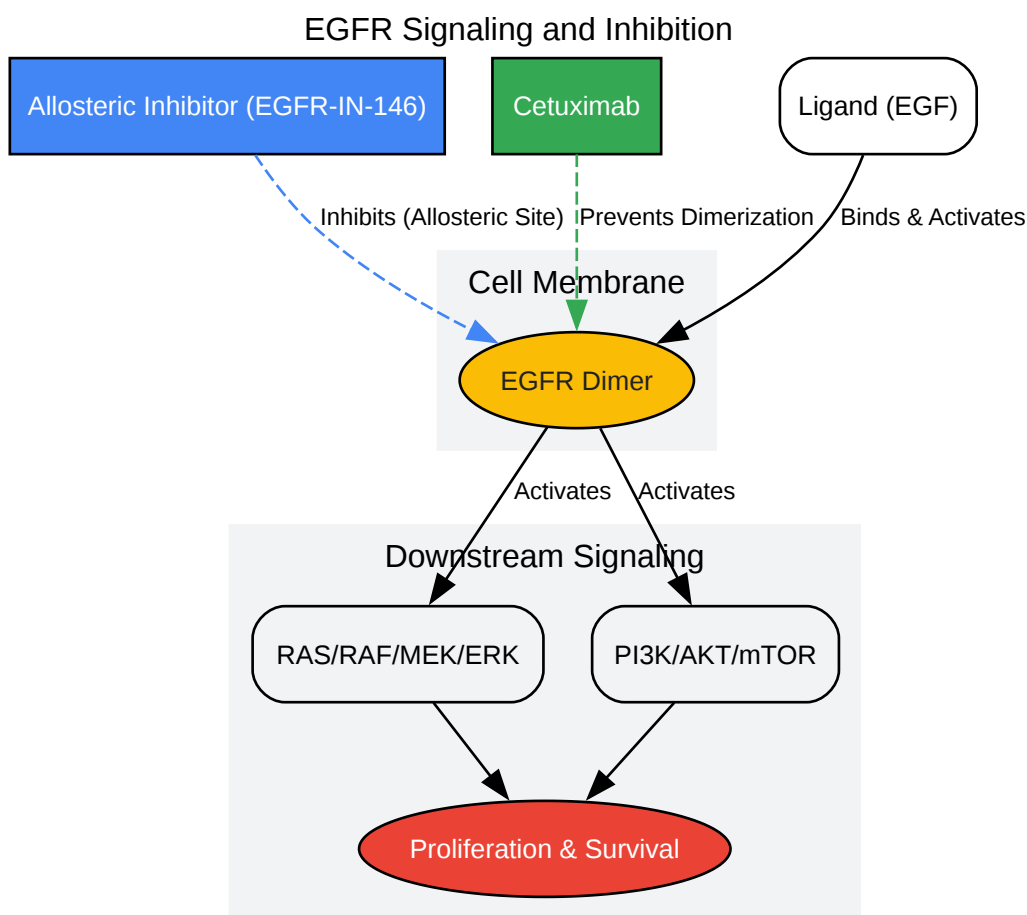 EGFR Signaling and Inhibition
Allosteric Inhibitor (EGFR-IN-146)
Cetuximab
Ligand (EGF)
Inhibits (Allosteric Site)
Prevents Dimerization
Binds & Activates
Cell Membrane
EGFR Dimer
Activates
Activates
Downstream Signaling
RAS/RAF/MEK/ERK
PI3K/AKT/mTOR
Proliferation & Survival